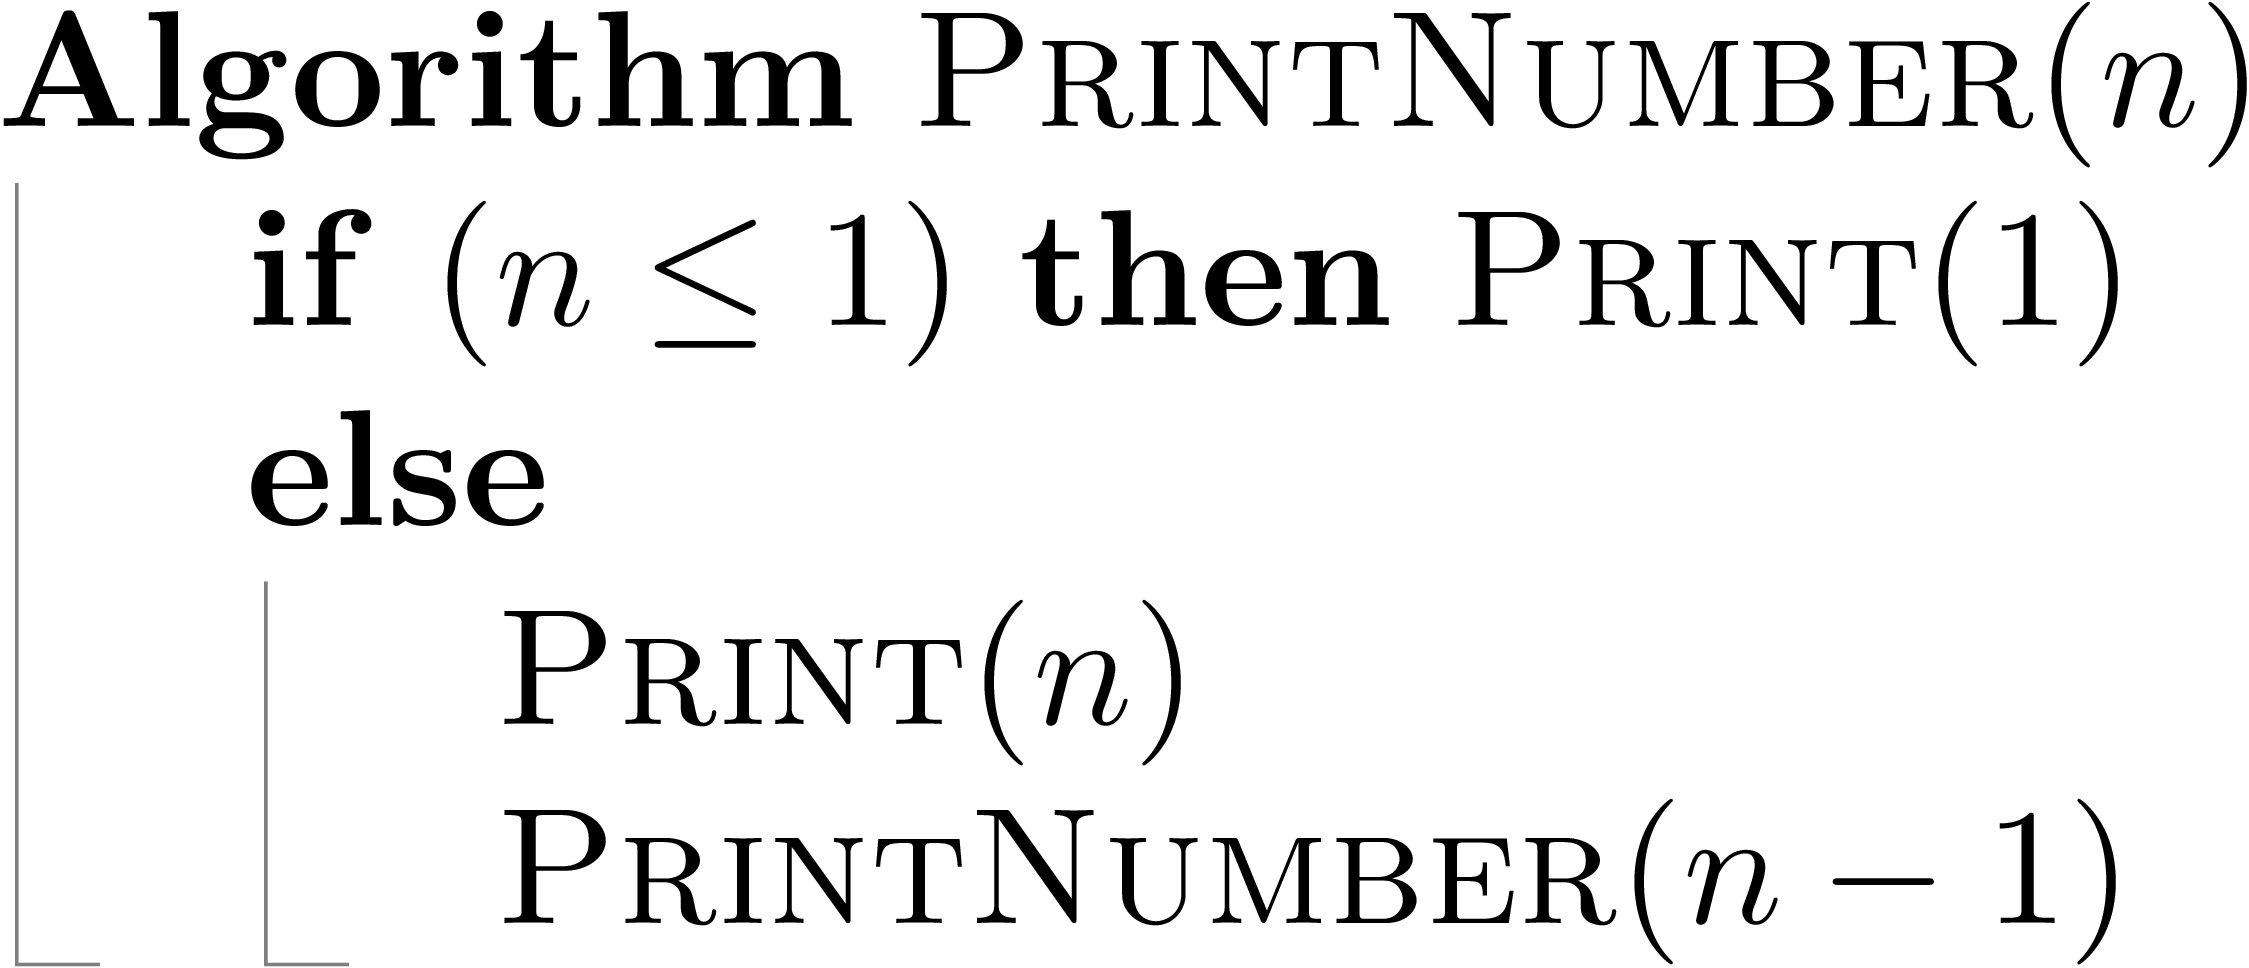 Algorithm PrintNumber(n)
if (n ≤ 1) then Print(1)
else
Print(n)
PrintNumber(n − 1)